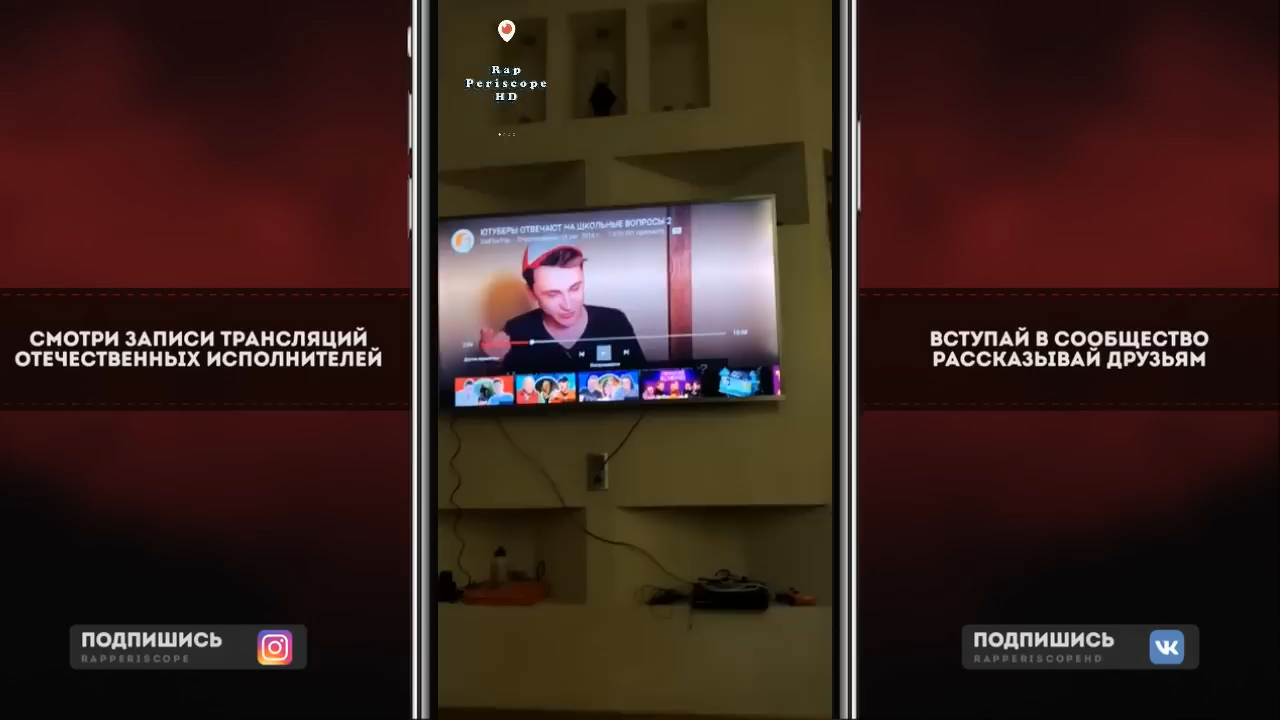 Rap
Periscope
HD
ЮТУБЕРЫ ОТВЕЧАЮТ НА ШКОЛЬНЫЕ ВОПРОСЫ 2
СМОТРИ ЗАПИСИ ТРАНСЛЯЦИЙ
ОТЕЧЕСТВЕННЫХ ИСПОЛНИТЕЛЕЙ
ВСТУПАЙ В СООБЩЕСТВО
РАССКАЗЫВАЙ ДРУЗЬЯМ
ПОДПИШИСЬ
RAPPERISCOPE
ПОДПИШИСЬ
RAPPERISCOPEHD